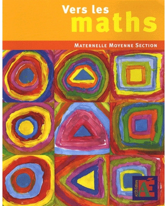 Vers les
maths
MATERNELLE MOYENNE SECTION